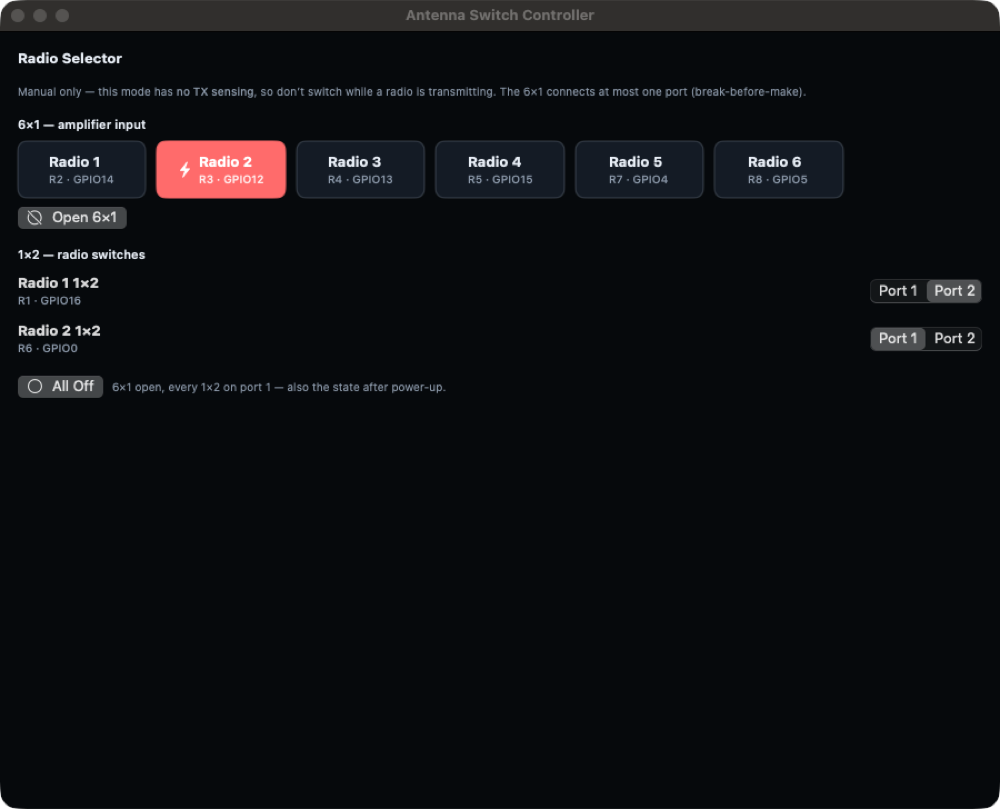 Antenna Switch Controller
Radio Selector
Manual only — this mode has no TX sensing, so don't switch while a radio is transmitting. The 6×1 connects at most one port (break-before-make).
6×1 — amplifier input
Radio 1
R2 · GPIO14
Radio 2
R3 · GPIO12
Radio 3
R4 · GPIO13
Radio 4
R5 · GPIO15
Radio 5
R7 · GPIO4
Radio 6
R8 · GPIO5
Open 6×1
1×2 — radio switches
Radio 1 1×2
R1 · GPIO16
Port 1 Port 2
Radio 2 1×2
R6 · GPIO0
Port 1 Port 2
All Off 6×1 open, every 1×2 on port 1 — also the state after power-up.